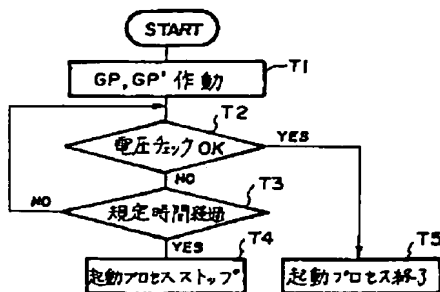 START
GP, GP' 作動
T1
T2
電圧チェックOK
YES
NO
T3
規定時間経過
NO
YES
T4
T5
起動プロセスストップ
起動プロセス終了